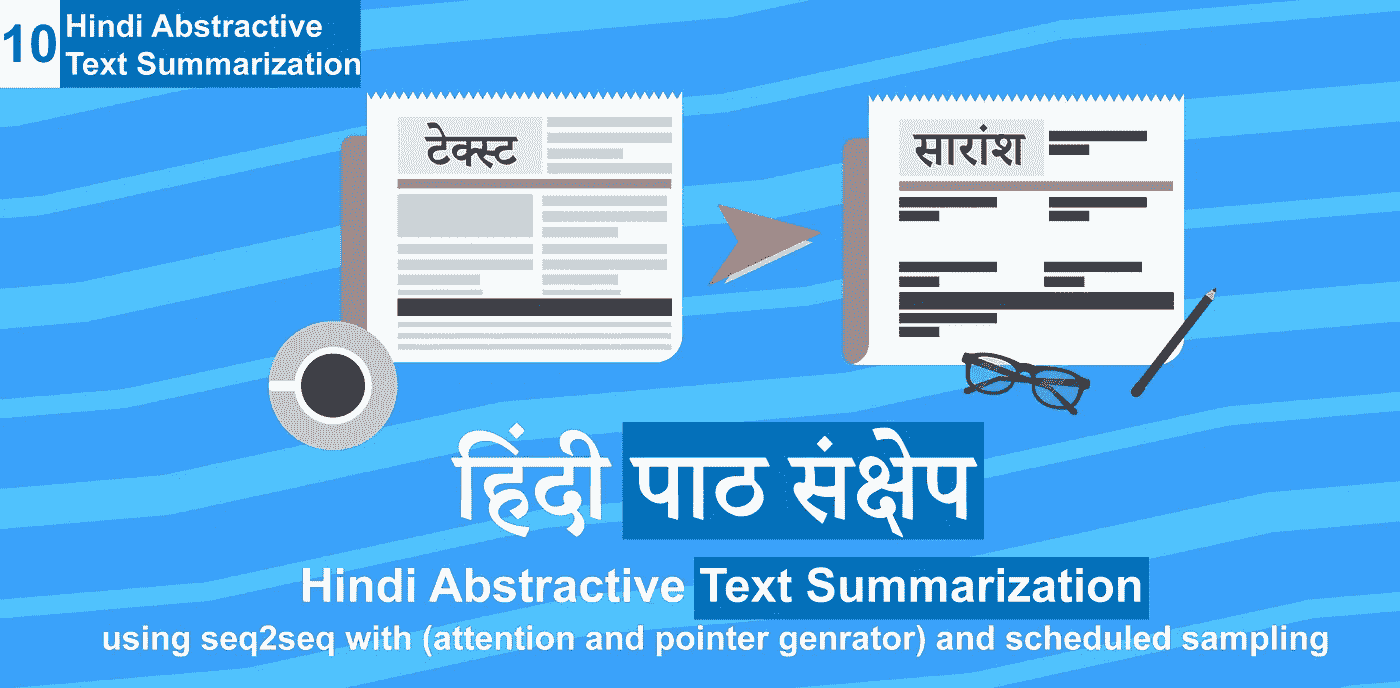 10
Hindi Abstractive
Text Summarization
टेक्स्ट
सारांश
हिंदी पाठ संक्षेप
Hindi Abstractive Text Summarization
using seq2seq with (attention and pointer genrator) and scheduled sampling